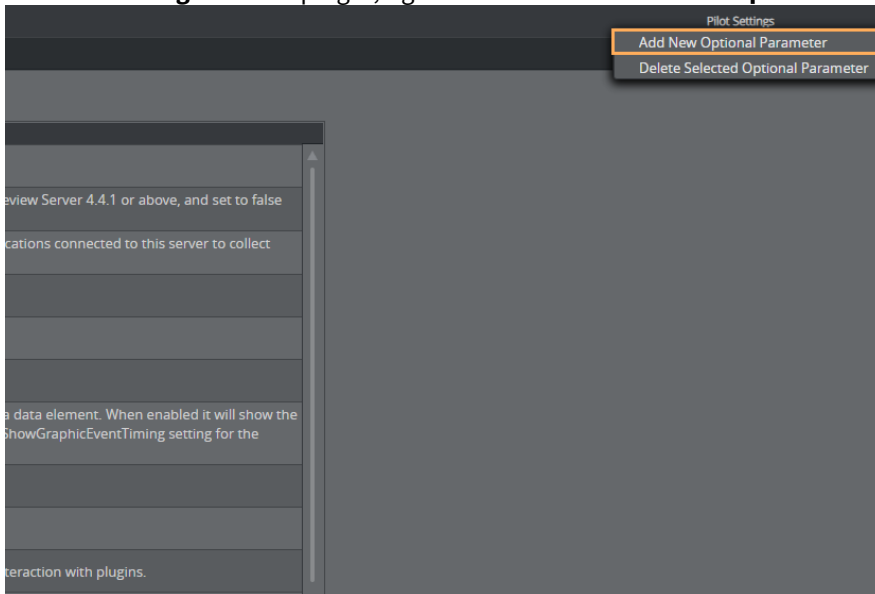 Pilot Settings
Add New Optional Parameter
Delete Selected Optional Parameter
eview Server 4.4.1 or above, and set to false
cations connected to this server to collect
a data element. When enabled it will show the
ShowGraphicEventTiming setting for the
teraction with plugins.